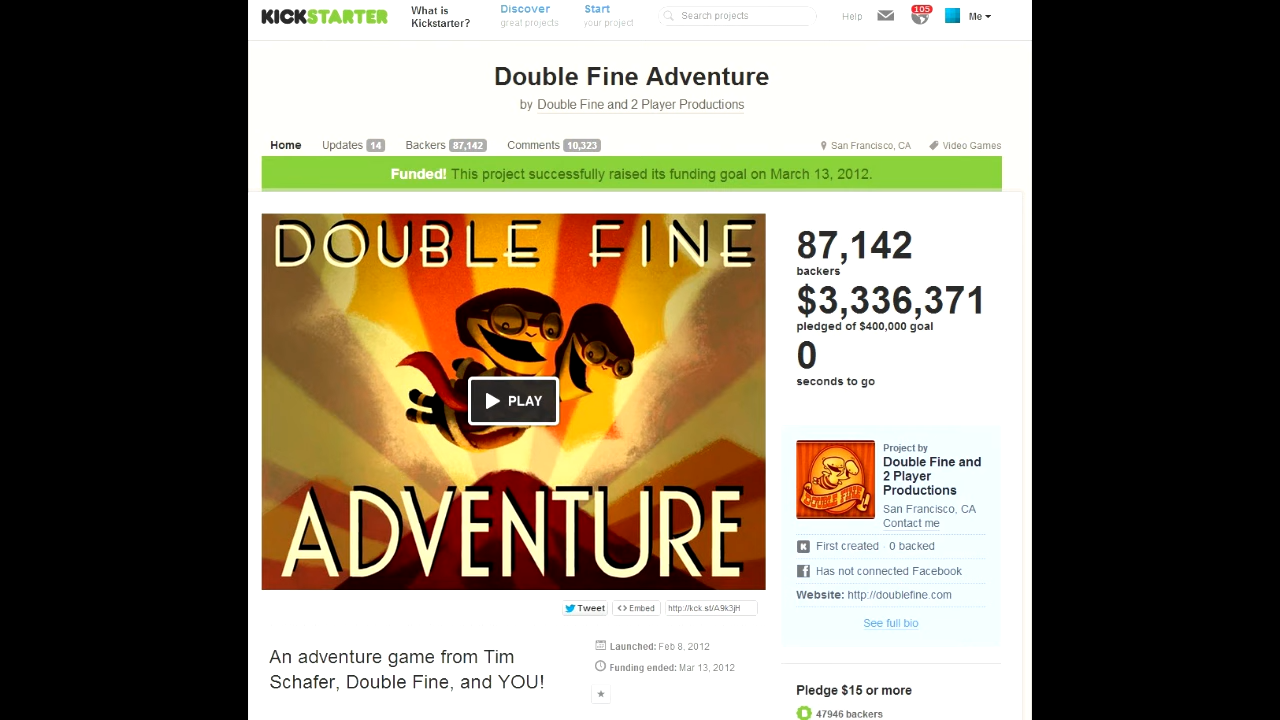 KICKSTARTER
What is
Kickstarter?
Discover
great projects
Start
your project
Search projects
Help
105
Me
Double Fine Adventure
by Double Fine and 2 Player Productions
Home Updates 14 Backers 87,142 Comments 10,323
San Francisco, CA Video Games
Funded! This project successfully raised its funding goal on March 13, 2012.
DOUBLE FINE
PLAY
ADVENTURE
87,142
backers
$3,336,371
pledged of $400,000 goal
0
seconds to go
DOUBLE FINE
Project by
Double Fine and
2 Player
Productions
San Francisco, CA
Contact me
K
First created · 0 backed
Has not connected Facebook
Website: http://doublefine.com
See full bio
Tweet Embed http://kck.st/A9k3jH
An adventure game from Tim
Schafer, Double Fine, and YOU!
Launched: Feb 8, 2012
Funding ended: Mar 13, 2012
Pledge $15 or more
47946 backers